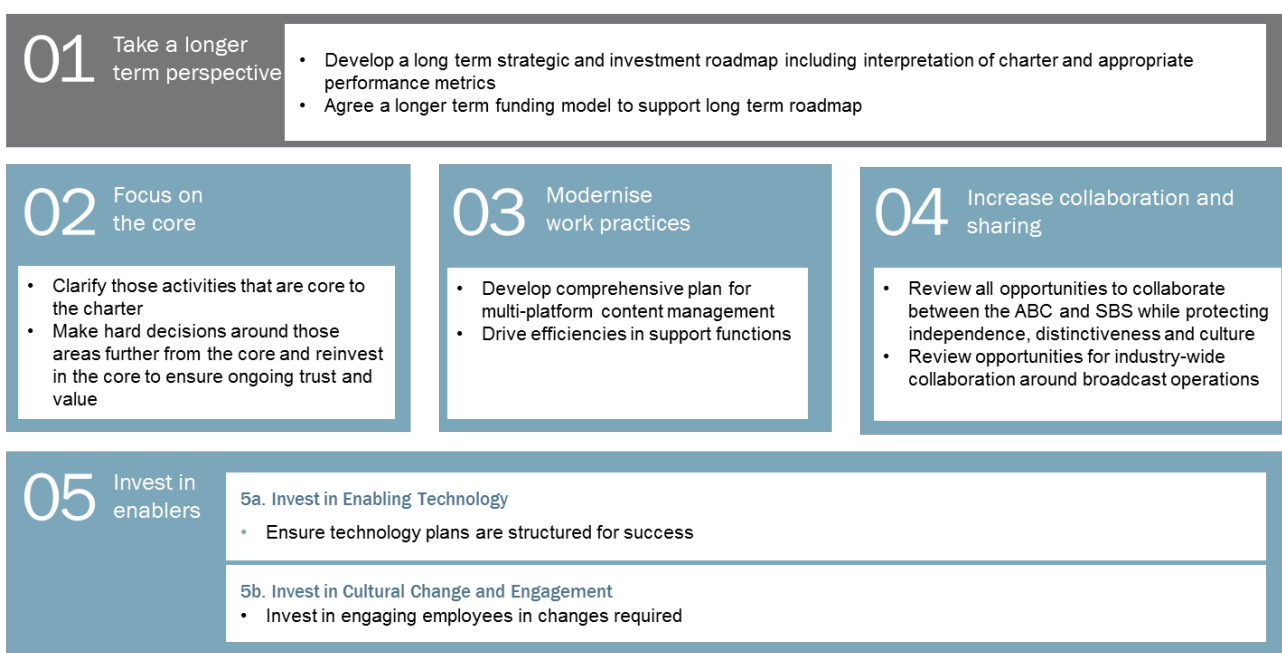 01
Take a longer
term perspective
• Develop a long term strategic and investment roadmap including interpretation of charter and appropriate
performance metrics
• Agree a longer term funding model to support long term roadmap
02
Focus on
the core
• Clarify those activities that are core to
the charter
• Make hard decisions around those
areas further from the core and reinvest
in the core to ensure ongoing trust and
value
03
Modernise
work practices
• Develop comprehensive plan for
multi-platform content management
• Drive efficiencies in support functions
04
Increase collaboration and
sharing
• Review all opportunities to collaborate
between the ABC and SBS while protecting
independence, distinctiveness and culture
• Review opportunities for industry-wide
collaboration around broadcast operations
05
Invest in
enablers
5a. Invest in Enabling Technology
• Ensure technology plans are structured for success
5b. Invest in Cultural Change and Engagement
• Invest in engaging employees in changes required